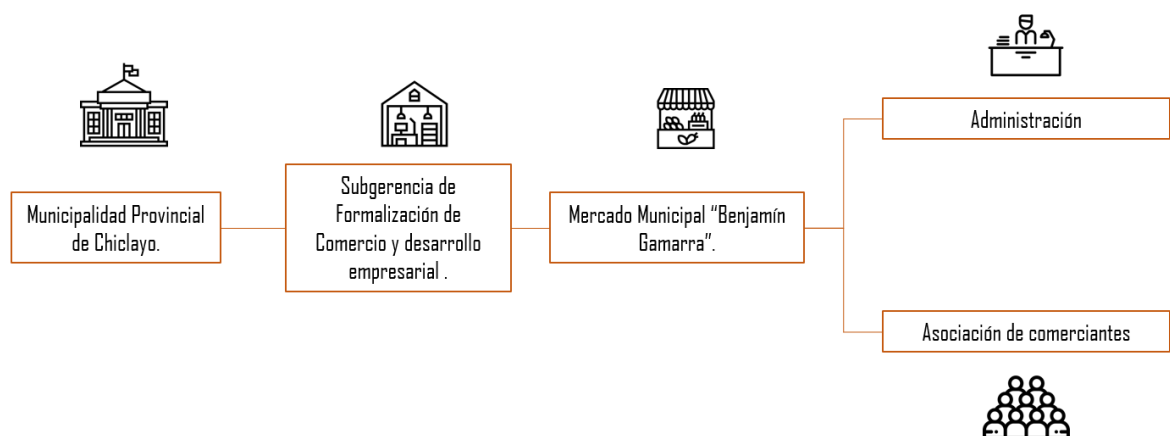 Municipalidad Provincial
de Chiclayo.
Subgerencia de
Formalización de
Comercio y desarrollo
empresarial .
Mercado Municipal “Benjamín
Gamarra”.
Administración
Asociación de comerciantes